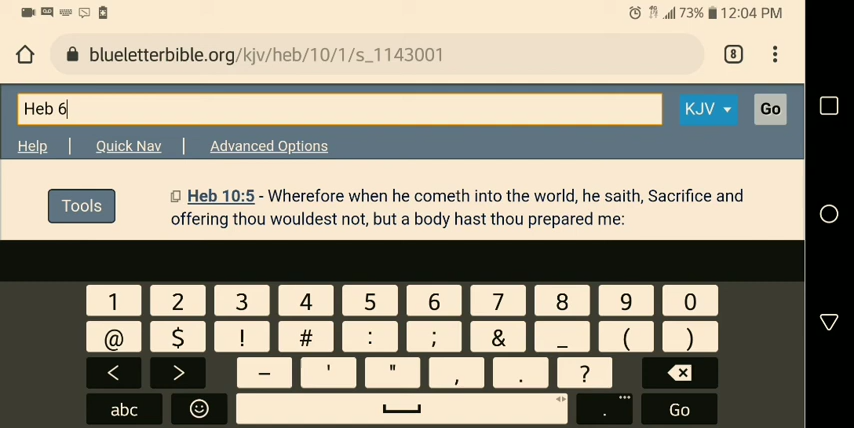 73% 12:04 PM
blueletterbible.org/kjv/heb/10/1/s_1143001 8
Heb 6 KJV Go
Help | Quick Nav | Advanced Options
Tools
Heb 10:5 - Wherefore when he cometh into the world, he saith, Sacrifice and
offering thou wouldest not, but a body hast thou prepared me:
1 2 3 4 5 6 7 8 9 0
@ $ ! # : ; & _ ( )
< > – ' " , . ?
abc . Go